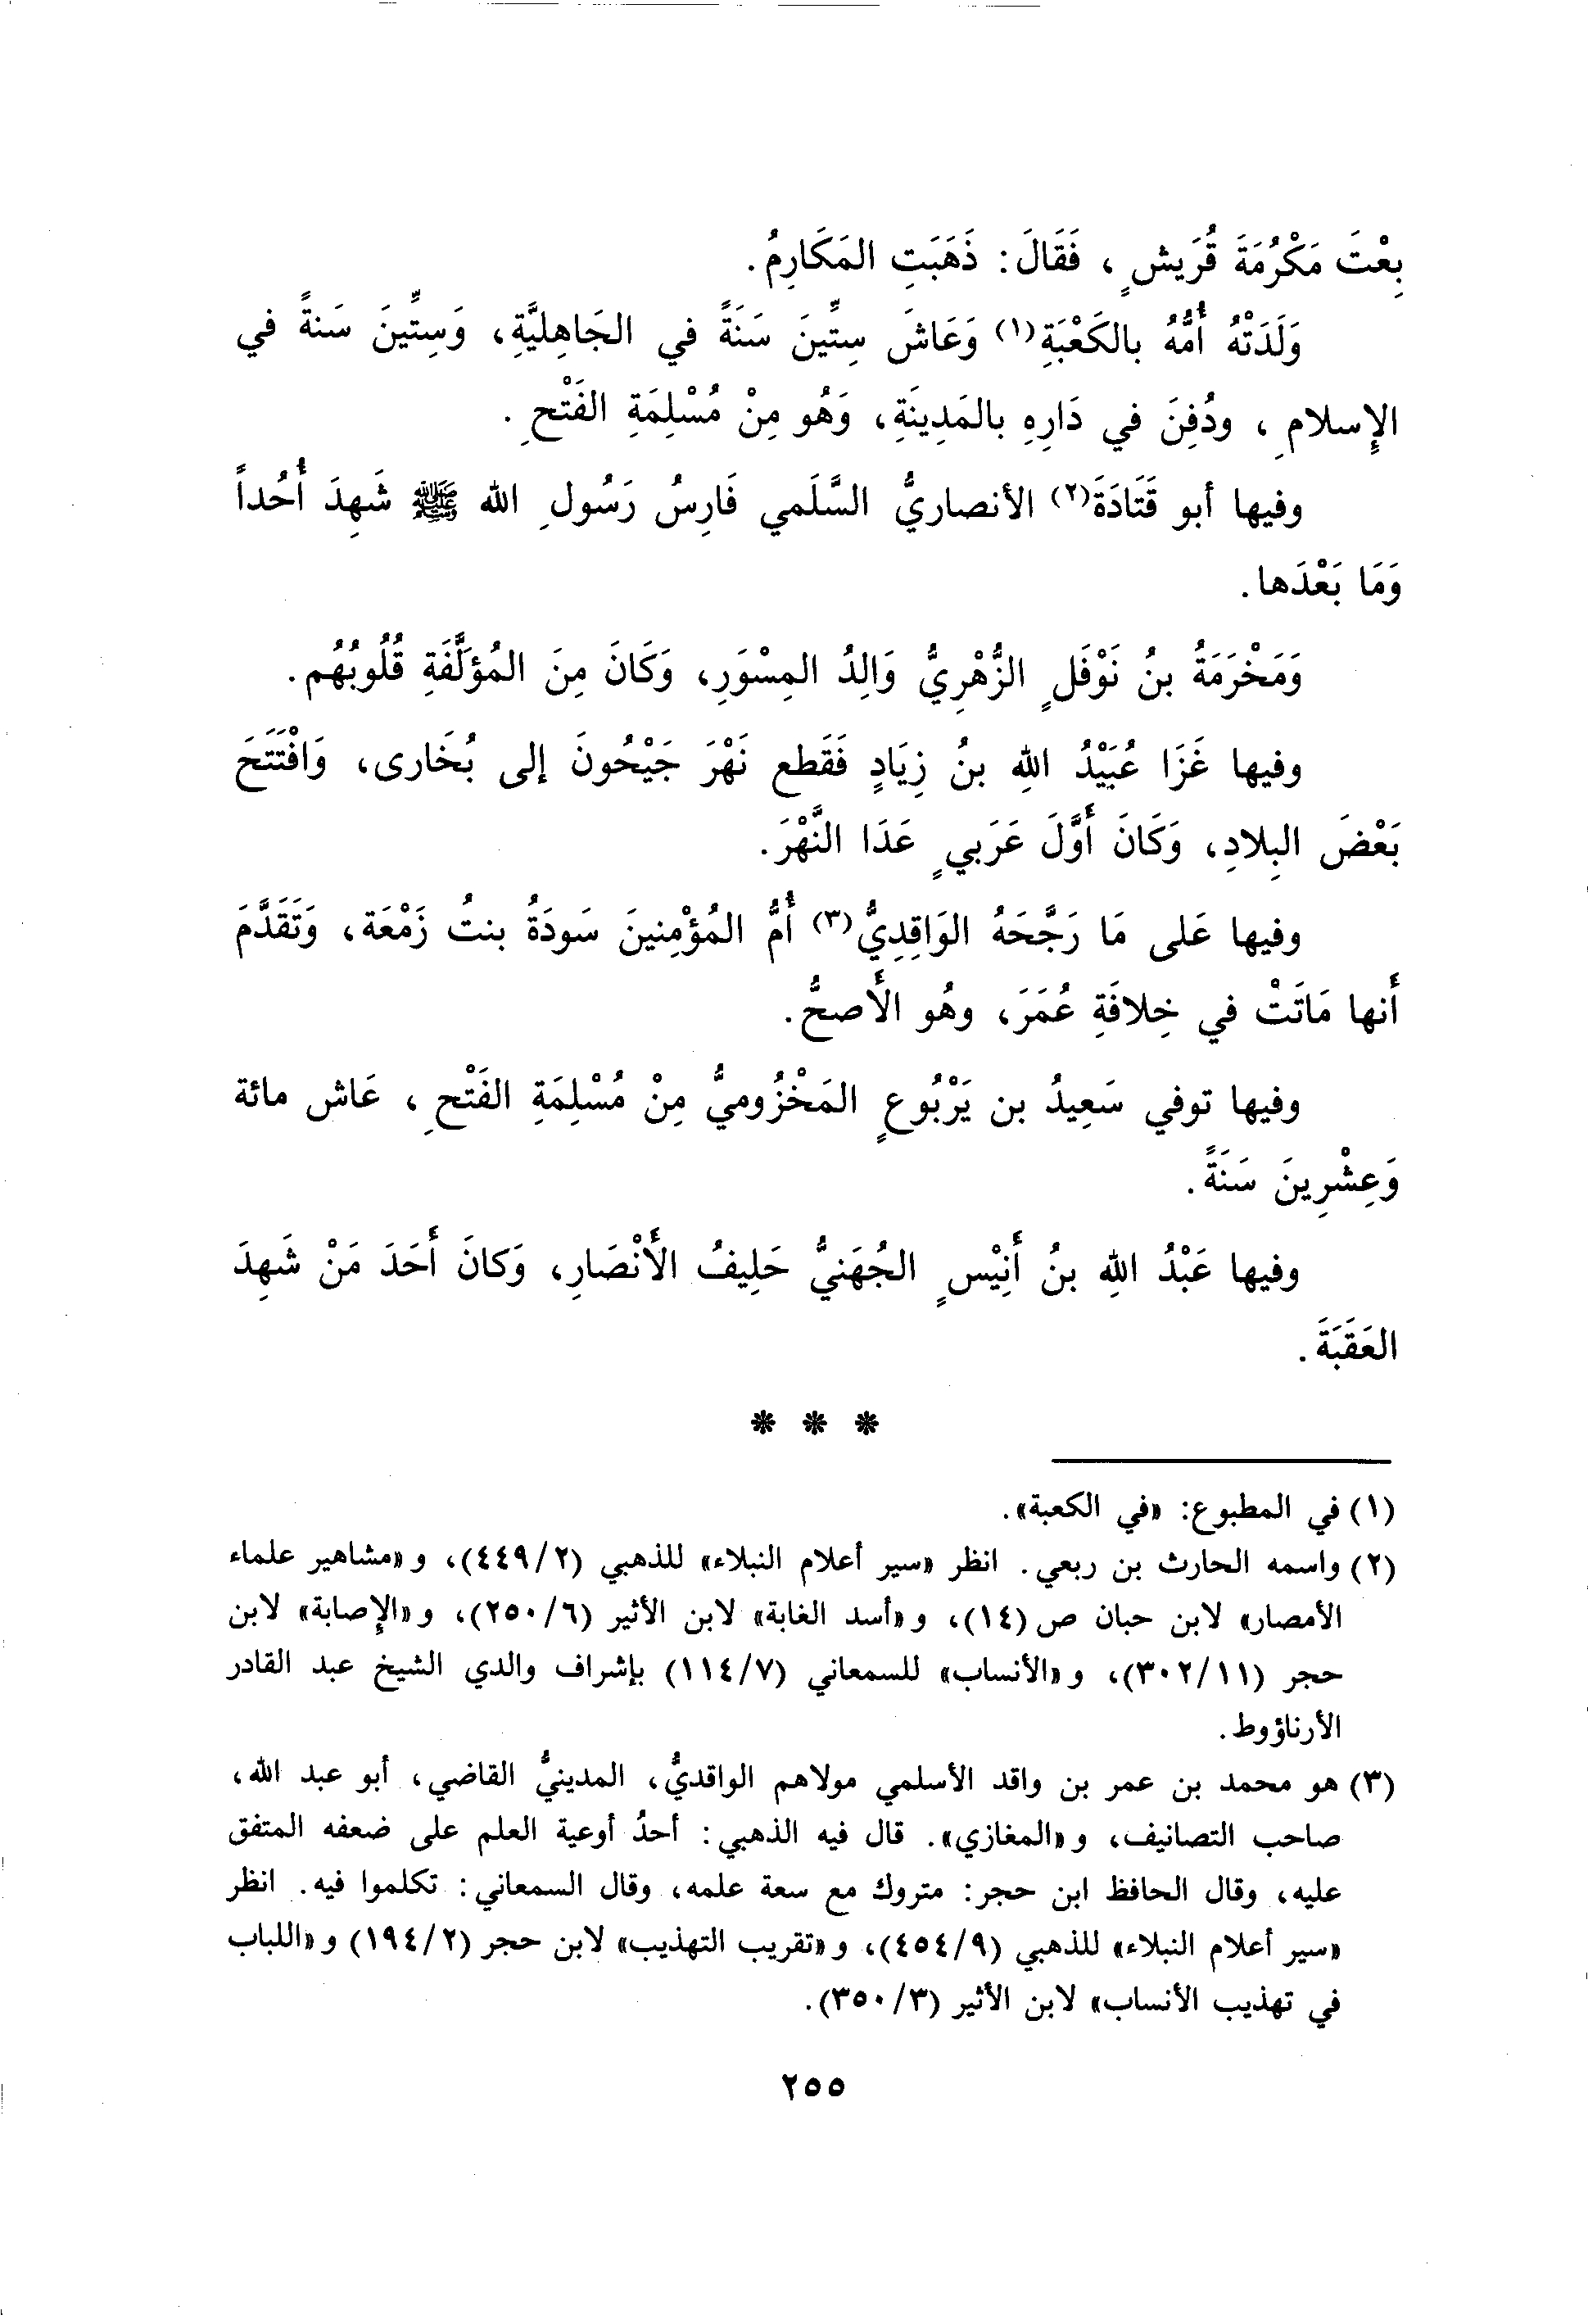 بِعْتَ مَكْرُمَةَ قُرَيشٍ، فَقَالَ: ذَهَبَتِ المَكَارِمُ.
وَلَدَتْهُ أُمُّهُ بالكَعْبَةِ(١) وَعَاشَ سِتِّينَ سَنَةً في الجَاهِلِيَّةِ، وَسِتِّينَ سَنةً في
الإِسلامِ، ودُفِنَ في دَارِهِ بالمَدِينَةِ، وَهُو مِنْ مُسْلِمَةِ الفَتْحِ.
وفيها أبو قَتَادَةَ(٢) الأنصاريُّ السَّلَمي فَارِسُ رَسُولِ الله ﷺ شَهِدَ أُحُداً
وَمَا بَعْدَها.
وَمَخْرَمَةُ بنُ نَوْفَلٍ الزُّهْرِيُّ وَالِدُ المِسْوَرِ، وَكَانَ مِنَ المُؤلَّفَةِ قُلُوبُهُم.
وفيها غَزَا عُبَيْدُ اللهِ بنُ زِيَادٍ فَقَطع نَهْرَ جَيْحُونَ إلى بُخَارى، وَافْتَتَحَ
بَعْضَ البِلادِ، وَكَانَ أَوَّلَ عَرَبيٍ عَدَا النَّهْرَ.
وفيها عَلى مَا رَجَّحَهُ الوَاقِدِيُّ(٣) أُمُّ المُؤْمِنينَ سَودَةُ بنتُ زَمْعَة، وَتَقَدَّمَ
أَنها مَاتَتْ في خِلافَةِ عُمَرَ، وهُو الأَصحُّ.
وفيها توفي سَعِيدُ بن يَرْبُوعٍ المَخْزُوميُّ مِنْ مُسْلِمَةِ الفَتْحِ، عَاش مائة
وَعِشْرِينَ سَنَةً.
وفيها عَبْدُ اللهِ بنُ أَنِيْسٍ الجُهَنيُّ حَلِيفُ الأَنْصَارِ، وَكانَ أَحَدَ مَنْ شَهِدَ
العَقَبَةَ.
* * *
(١) في المطبوع: «في الكعبة».
(٢) واسمه الحارث بن ربعي. انظر «سير أعلام النبلاء» للذهبي (٤٤٩/٢)، و«مشاهير علماء
الأمصار» لابن حبان ص (١٤)، و«أسد الغابة» لابن الأثير (٢٥٠/٦)، و«الإصابة» لابن
حجر (٣٠٢/١١)، و«الأنساب» للسمعاني (١١٤/٧) بإشراف والدي الشيخ عبد القادر
الأرناؤوط.
(٣) هو محمد بن عمر بن واقد الأسلمي مولاهم الواقديُّ، المدينيُّ القاضي، أبو عبد الله،
صاحب التصانيف، و«المغازي». قال فيه الذهبي: أحدُ أوعية العلم على ضعفه المتفق
عليه، وقال الحافظ ابن حجر: متروك مع سعة علمه، وقال السمعاني: تكلموا فيه. انظر
«سير أعلام النبلاء» للذهبي (٤٥٤/٩)، و«تقريب التهذيب» لابن حجر (١٩٤/٢) و«اللباب
في تهذيب الأنساب» لابن الأثير (٣٥٠/٣).
٢٥٥